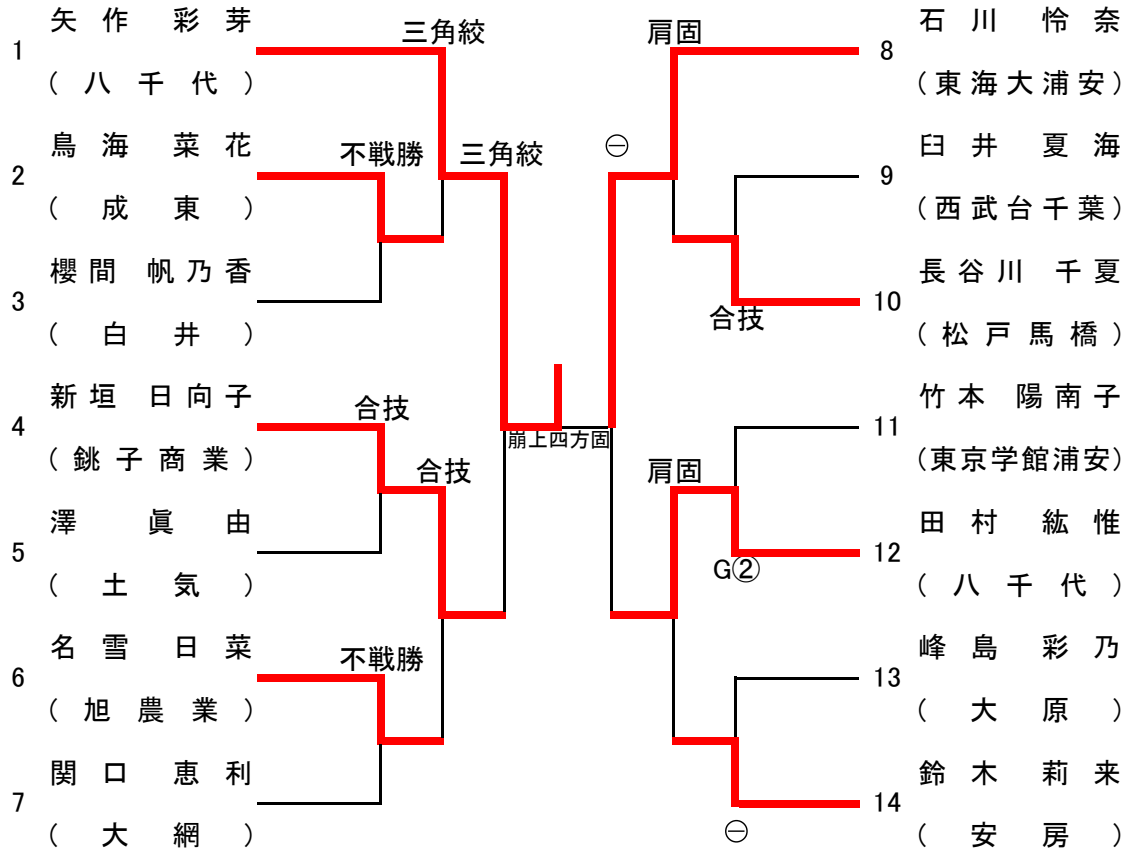 矢作 彩芽
1
(八千代)
鳥海 菜花
2
(成東)
櫻間 帆乃香
3
(白井)
新垣 日向子
4
(銚子商業)
澤 眞由
5
(土気)
名雪 日菜
6
(旭農業)
関口 恵利
7
(大網)
三角絞
不戦勝
三角絞
合技
合技
不戦勝
崩上四方固
肩固
㊀
合技
肩固
G②
㊀
石川 怜奈
8
(東海大浦安)
臼井 夏海
9
(西武台千葉)
長谷川 千夏
10
(松戸馬橋)
竹本 陽南子
11
(東京学館浦安)
田村 紘惟
12
(八千代)
峰島 彩乃
13
(大原)
鈴木 莉来
14
(安房)